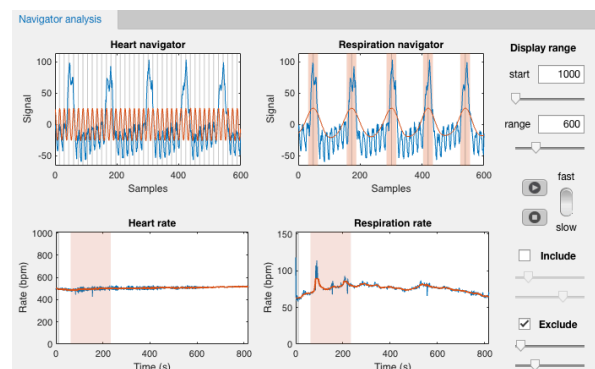 Navigator analysis
Heart navigator
Respiration navigator
Display range
100
50
0
-50
Signal
0
200
400
600
Samples
100
50
0
-50
Signal
0
200
400
600
Samples
start
1000
range
600
fast
slow
Heart rate
Respiration rate
1000
800
600
400
200
0
Rate (bpm)
0
200
400
600
800
Time (s)
150
100
50
0
Rate (bpm)
0
200
400
600
800
Time (s)
Include
Exclude